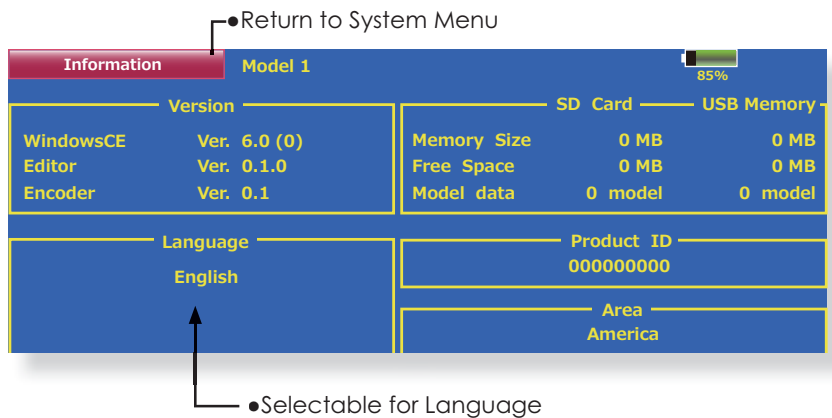 ●Return to System Menu
Information Model 1
85%
Version
WindowsCE Ver. 6.0 (0)
Editor Ver. 0.1.0
Encoder Ver. 0.1
SD Card USB Memory
Memory Size 0 MB 0 MB
Free Space 0 MB 0 MB
Model data 0 model 0 model
Language
English
Product ID
000000000
Area
America
●Selectable for Language